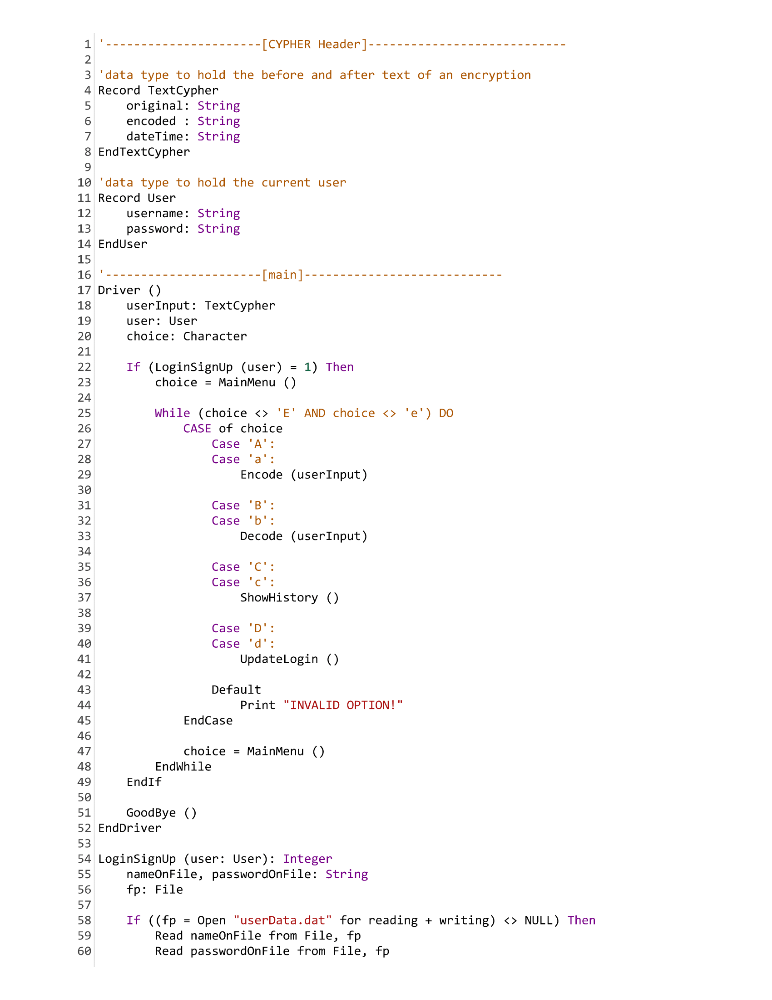 1 '----------------------[CYPHER Header]----------------------------
2
3 'data type to hold the before and after text of an encryption
4 Record TextCypher
5     original: String
6     encoded : String
7     dateTime: String
8 EndTextCypher
9
10 'data type to hold the current user
11 Record User
12     username: String
13     password: String
14 EndUser
15
16 '----------------------[main]----------------------------
17 Driver ()
18     userInput: TextCypher
19     user: User
20     choice: Character
21
22     If (LoginSignUp (user) = 1) Then
23         choice = MainMenu ()
24
25         While (choice <> 'E' AND choice <> 'e') DO
26             CASE of choice
27                 Case 'A':
28                 Case 'a':
29                     Encode (userInput)
30
31                 Case 'B':
32                 Case 'b':
33                     Decode (userInput)
34
35                 Case 'C':
36                 Case 'c':
37                     ShowHistory ()
38
39                 Case 'D':
40                 Case 'd':
41                     UpdateLogin ()
42
43                 Default
44                     Print "INVALID OPTION!"
45             EndCase
46
47             choice = MainMenu ()
48         EndWhile
49     EndIf
50
51     GoodBye ()
52 EndDriver
53
54 LoginSignUp (user: User): Integer
55     nameOnFile, passwordOnFile: String
56     fp: File
57
58     If ((fp = Open "userData.dat" for reading + writing) <> NULL) Then
59         Read nameOnFile from File, fp
60         Read passwordOnFile from File, fp